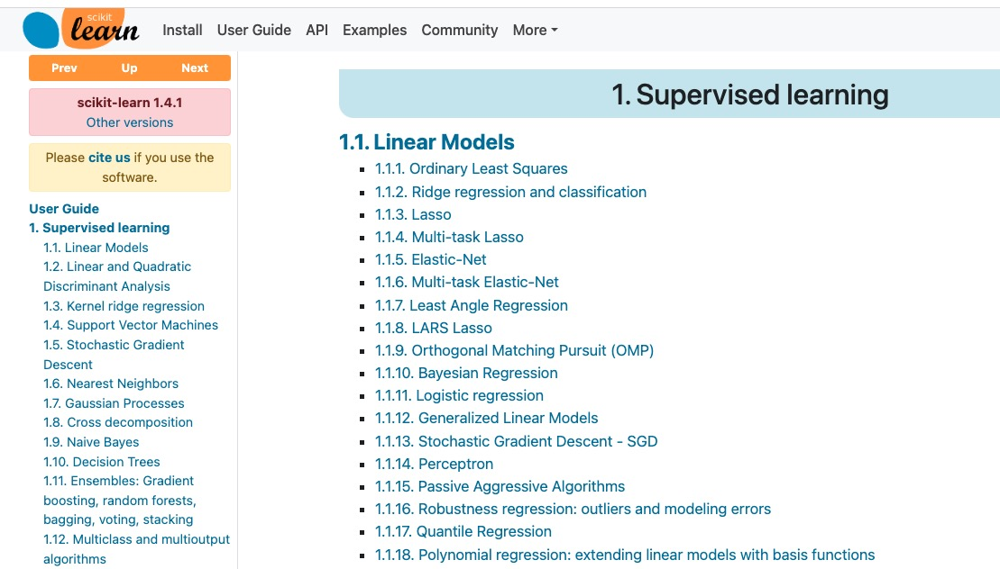 scikit
learn
Install User Guide API Examples Community More
Prev Up Next
scikit-learn 1.4.1
Other versions
Please cite us if you use the
software.
User Guide
1. Supervised learning
1.1. Linear Models
1.2. Linear and Quadratic
Discriminant Analysis
1.3. Kernel ridge regression
1.4. Support Vector Machines
1.5. Stochastic Gradient
Descent
1.6. Nearest Neighbors
1.7. Gaussian Processes
1.8. Cross decomposition
1.9. Naive Bayes
1.10. Decision Trees
1.11. Ensembles: Gradient
boosting, random forests,
bagging, voting, stacking
1.12. Multiclass and multioutput
algorithms
1. Supervised learning
1.1. Linear Models
1.1.1. Ordinary Least Squares
1.1.2. Ridge regression and classification
1.1.3. Lasso
1.1.4. Multi-task Lasso
1.1.5. Elastic-Net
1.1.6. Multi-task Elastic-Net
1.1.7. Least Angle Regression
1.1.8. LARS Lasso
1.1.9. Orthogonal Matching Pursuit (OMP)
1.1.10. Bayesian Regression
1.1.11. Logistic regression
1.1.12. Generalized Linear Models
1.1.13. Stochastic Gradient Descent - SGD
1.1.14. Perceptron
1.1.15. Passive Aggressive Algorithms
1.1.16. Robustness regression: outliers and modeling errors
1.1.17. Quantile Regression
1.1.18. Polynomial regression: extending linear models with basis functions